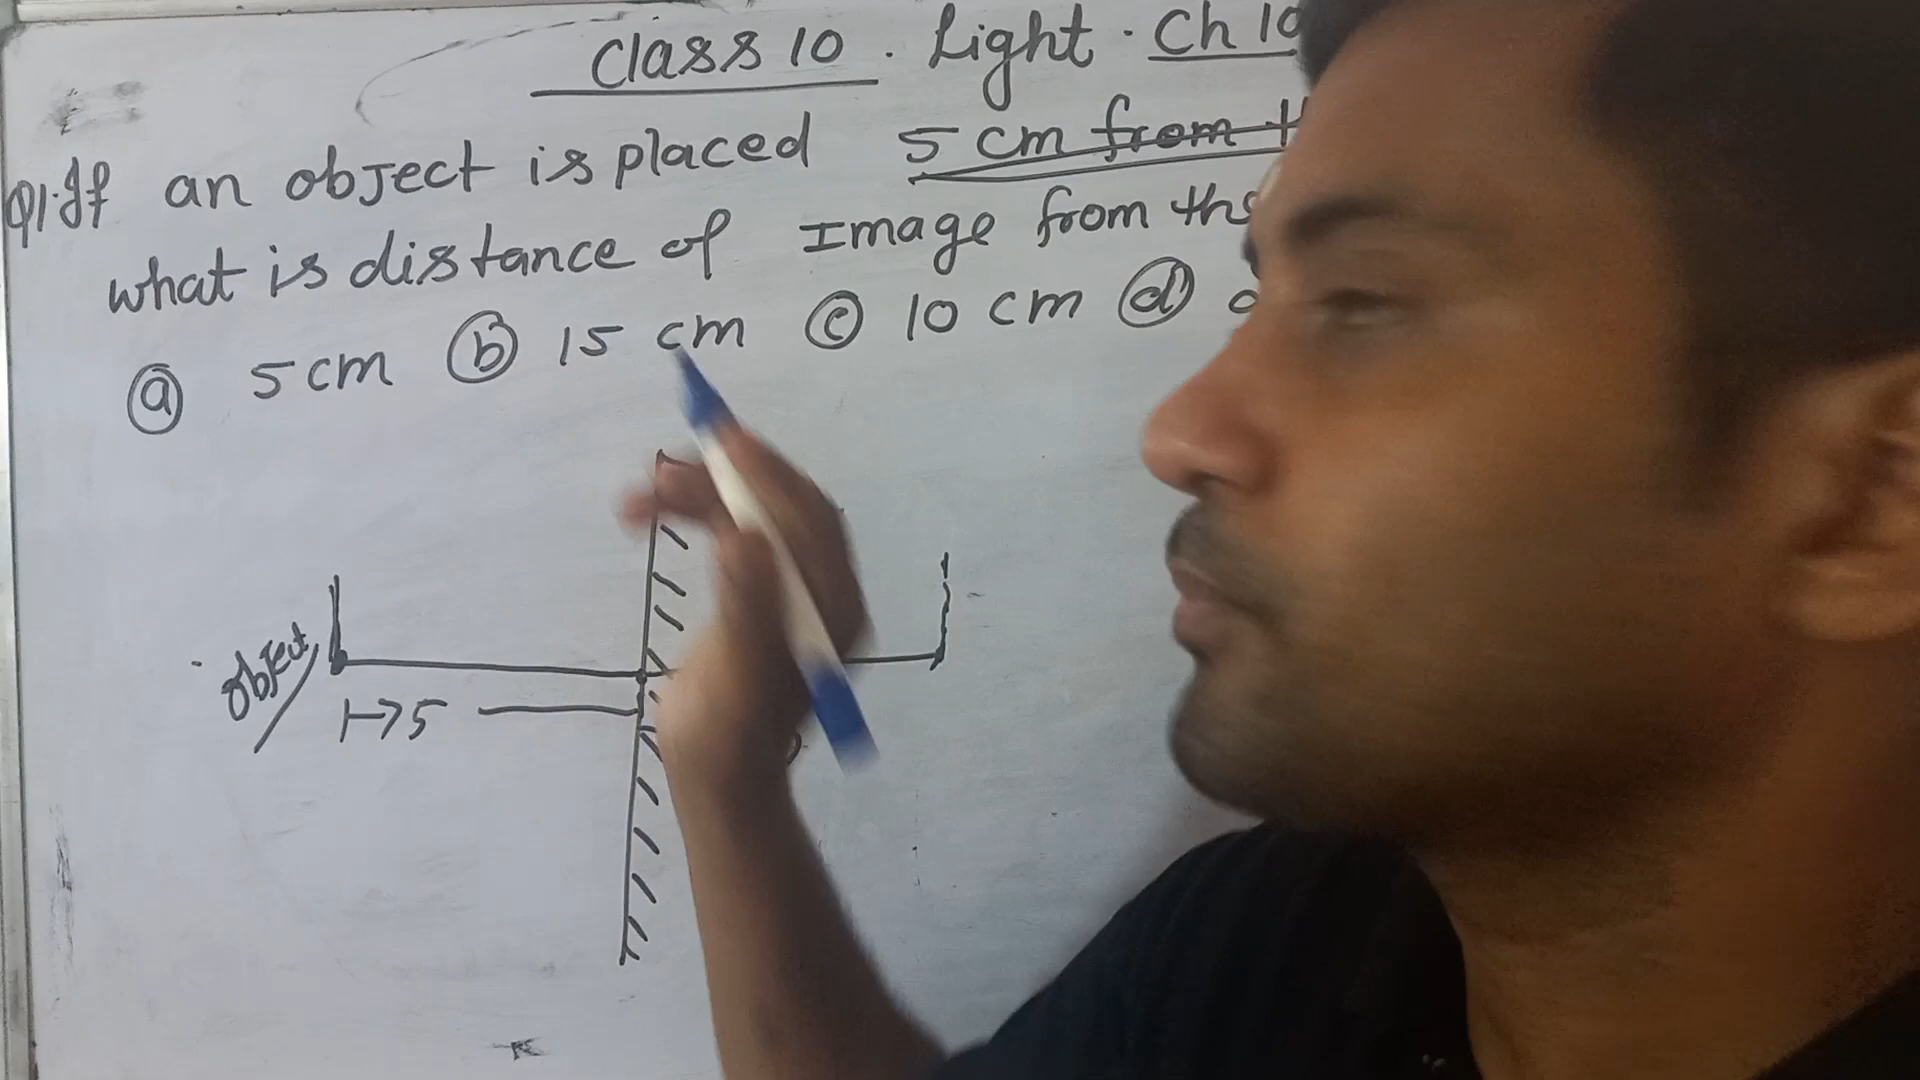 Class 10 . Light . Ch 10
Q1. If an object is placed 5 cm from
what is distance of Image from the
ⓐ 5 cm ⓑ 15 cm ⓒ 10 cm ⓓ
object
5